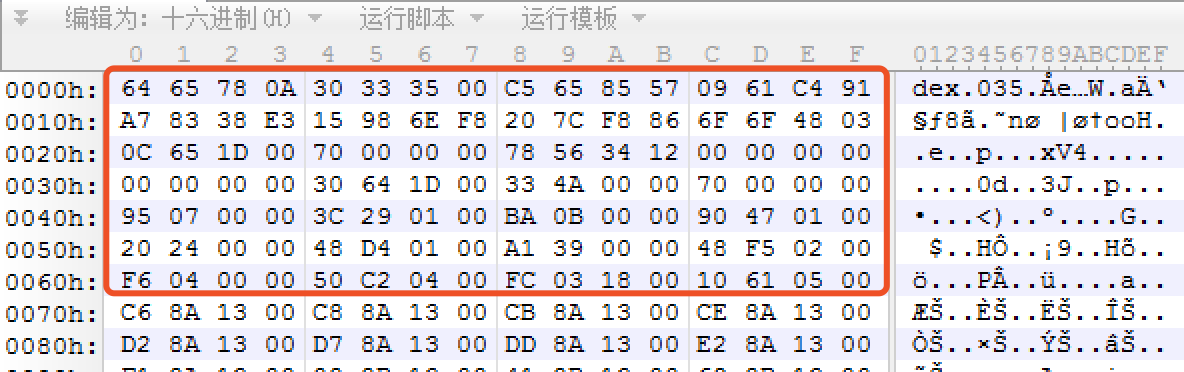 编辑为: 十六进制(H) 运行脚本 运行模板
0 1 2 3 4 5 6 7 8 9 A B C D E F 0123456789ABCDEF
0000h: 64 65 78 0A 30 33 35 00 C5 65 85 57 09 61 C4 91 dex.035.Åe…W.aÄ‘
0010h: A7 83 38 E3 15 98 6E F8 20 7C F8 86 6F 6F 48 03 §ƒ8ã.˜nø |ø†ooH.
0020h: 0C 65 1D 00 70 00 00 00 78 56 34 12 00 00 00 00 .e..p...xV4.....
0030h: 00 00 00 00 30 64 1D 00 33 4A 00 00 70 00 00 00 ....0d..3J..p...
0040h: 95 07 00 00 3C 29 01 00 BA 0B 00 00 90 47 01 00 •...<)..º....G..
0050h: 20 24 00 00 48 D4 01 00 A1 39 00 00 48 F5 02 00 $..HÔ..¡9..Hõ..
0060h: F6 04 00 00 50 C2 04 00 FC 03 18 00 10 61 05 00 ö...PÂ..ü....a..
0070h: C6 8A 13 00 C8 8A 13 00 CB 8A 13 00 CE 8A 13 00 ÆŠ..ÈŠ..ËŠ..ÎŠ..
0080h: D2 8A 13 00 D7 8A 13 00 DD 8A 13 00 E2 8A 13 00 ÒŠ..×Š..ÝŠ..âŠ..